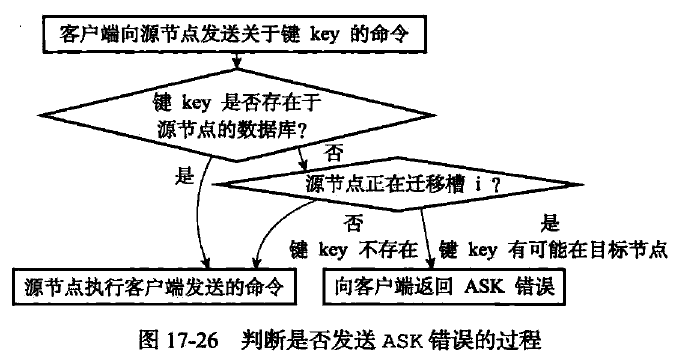 客户端向源节点发送关于键 key 的命令
键 key 是否存在于
源节点的数据库?
否
是
源节点正在迁移槽 i ?
否
键 key 不存在
是
键 key 有可能在目标节点
源节点执行客户端发送的命令
向客户端返回 ASK 错误
图 17-26 判断是否发送 ASK 错误的过程